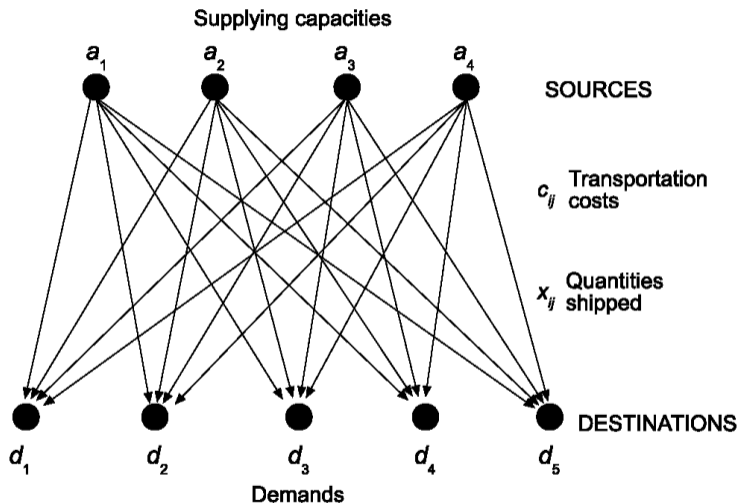 Supplying capacities
a1 a2 a3 a4
SOURCES
cij Transportation
costs
xij Quantities
shipped
DESTINATIONS
d1 d2 d3 d4 d5
Demands